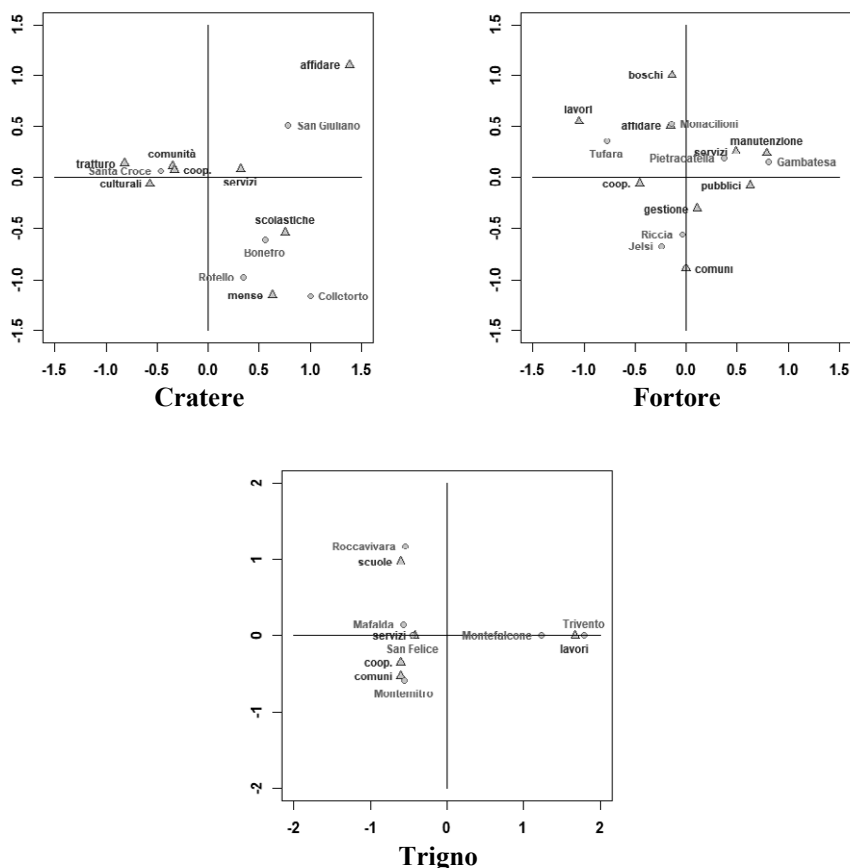 1.5
1.0
0.5
0.0
-0.5
-1.0
-1.5
affidare
San Giuliano
comunità
tratturo
Santa Croce
coop.
culturali
servizi
scolastiche
Bonefro
Rotello
mense
Colletorto
-1.5 -1.0 -0.5 0.0 0.5 1.0 1.5
Cratere
1.5
1.0
0.5
0.0
-0.5
-1.0
-1.5
boschi
lavori
affidare
Monacilioni
manutenzione
Tufara
servizi
Pietracatella
Gambatesa
coop.
pubblici
gestione
Riccia
Jelsi
comuni
-1.5 -1.0 -0.5 0.0 0.5 1.0 1.5
Fortore
2
1
0
-1
-2
Roccavivara
scuole
Mafalda
Trivento
servizi
Montefalcone
San Felice
lavori
coop.
comuni
Montemitro
-2 -1 0 1 2
Trigno